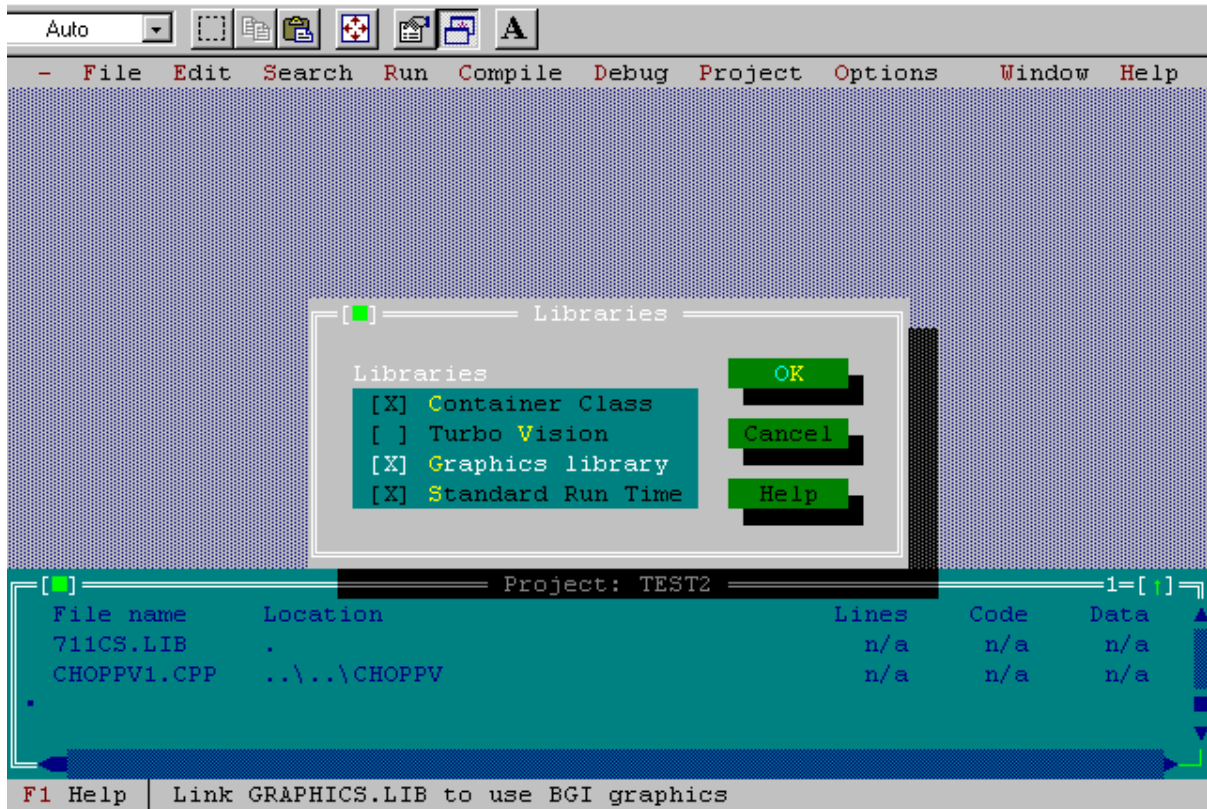 Auto A
- File Edit Search Run Compile Debug Project Options Window Help
[■] Libraries
Libraries OK
[X] Container Class
[ ] Turbo Vision Cancel
[X] Graphics library
[X] Standard Run Time Help
[■] Project: TEST2 1=[↑]
File name Location Lines Code Data
711CS.LIB . n/a n/a n/a
CHOPPV1.CPP ..\..\CHOPPV n/a n/a n/a
F1 Help | Link GRAPHICS.LIB to use BGI graphics